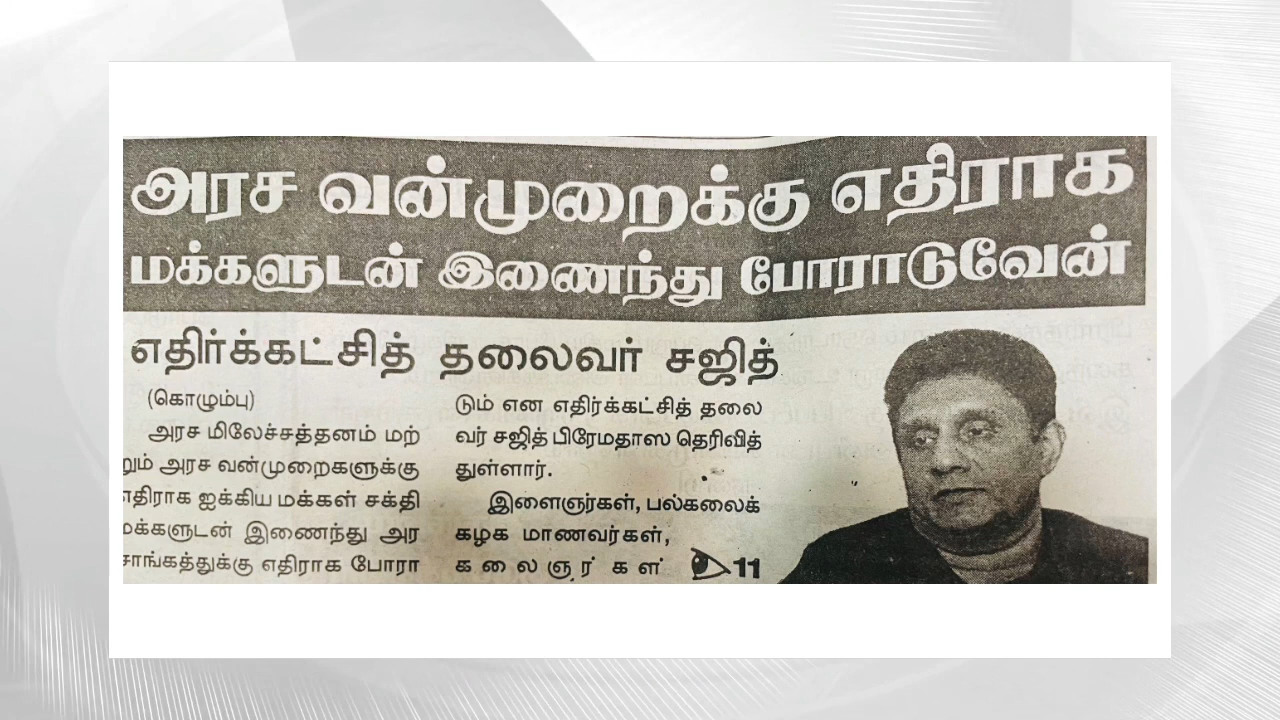 அரச வன்முறைக்கு எதிராக
மக்களுடன் இணைந்து போராடுவேன்
எதிர்க்கட்சித் தலைவர் சஜித்
(கொழும்பு)
அரச மிலேச்சத்தனம் மற்
றும் அரச வன்முறைகளுக்கு
எதிராக ஐக்கிய மக்கள் சக்தி
மக்களுடன் இணைந்து அர
சாங்கத்துக்கு எதிராக போரா
டும் என எதிர்க்கட்சித் தலை
வர் சஜித் பிரேமதாஸ தெரிவித்
துள்ளார்.
இளைஞர்கள், பல்கலைக்
கழக மாணவர்கள்,
கலைஞர்கள் 11